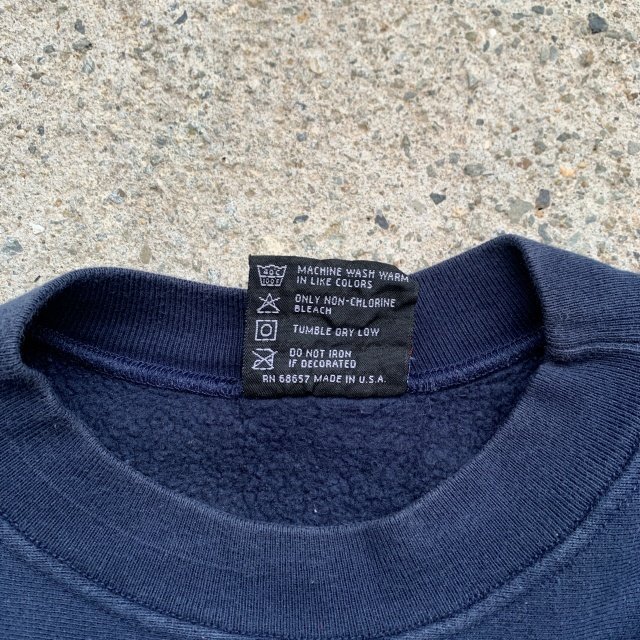 40C
MACHINE WASH WARM
IN LIKE COLORS
ONLY NON-CHLORINE
BLEACH
TUMBLE DRY LOW
DO NOT IRON
IF DECORATED
RN 68657 MADE IN U.S.A.